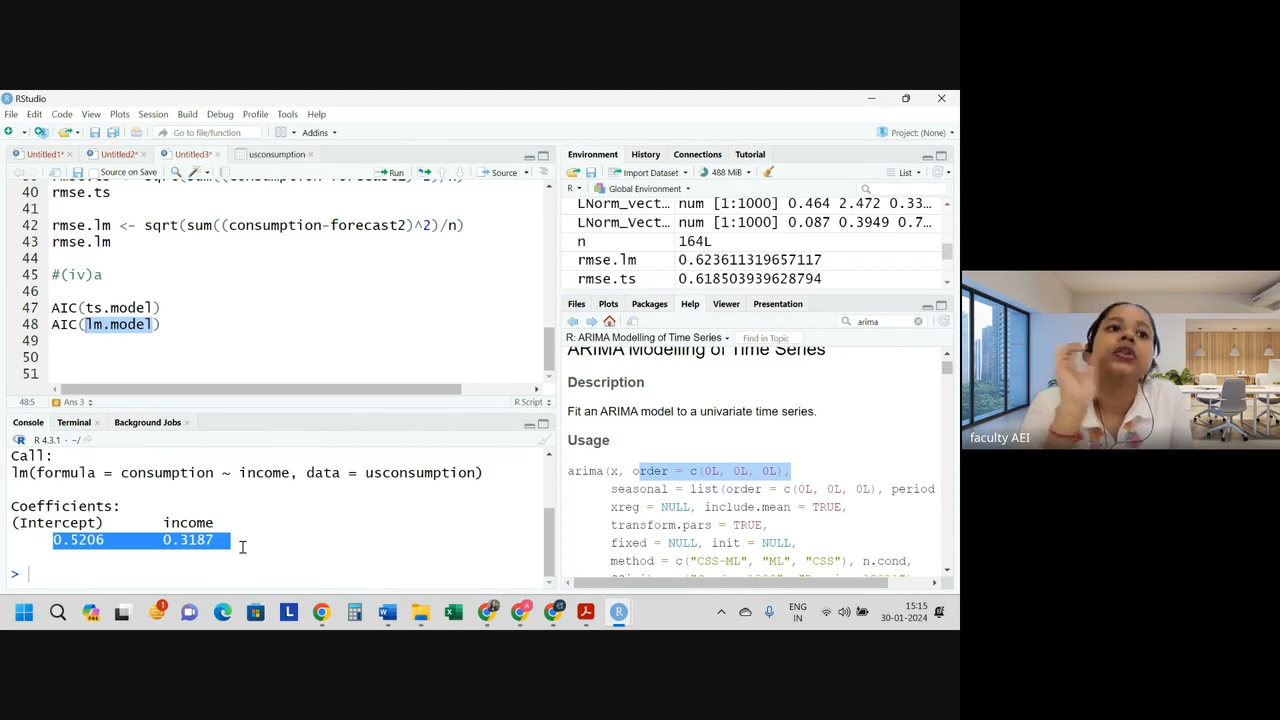 RStudio
File Edit Code View Plots Session Build Debug Profile Tools Help
Go to file/function Addins Project: (None)
Untitled1* Untitled2* Untitled3* usconsumption
Source on Save Run Source
40 rmse.ts
41
42 rmse.lm <- sqrt(sum((consumption-forecast2)^2)/n)
43 rmse.lm
44
45 #(iv)a
46
47 AIC(ts.model)
48 AIC(lm.model)
49
50
51
48:5 Ans 3 R Script
Console Terminal Background Jobs
R 4.3.1 · ~/
Call:
lm(formula = consumption ~ income, data = usconsumption)
Coefficients:
(Intercept) income
0.5206 0.3187
>
Environment History Connections Tutorial
Import Dataset 488 MiB List
R Global Environment
LNorm_Vect… num [1:1000] 0.464 2.472 0.33…
LNorm_Vect… num [1:1000] 0.087 0.3949 0.7…
n 164L
rmse.lm 0.623611319657117
rmse.ts 0.618503939628794
Files Plots Packages Help Viewer Presentation
arima
R: ARIMA Modelling of Time Series Find in Topic
ARIMA Modelling of Time Series
Description
Fit an ARIMA model to a univariate time series.
Usage
arima(x, order = c(0L, 0L, 0L),
seasonal = list(order = c(0L, 0L, 0L), period
xreg = NULL, include.mean = TRUE,
transform.pars = TRUE,
fixed = NULL, init = NULL,
method = c("CSS-ML", "ML", "CSS"), n.cond,
faculty AEI
ENG
IN
15:15
30-01-2024